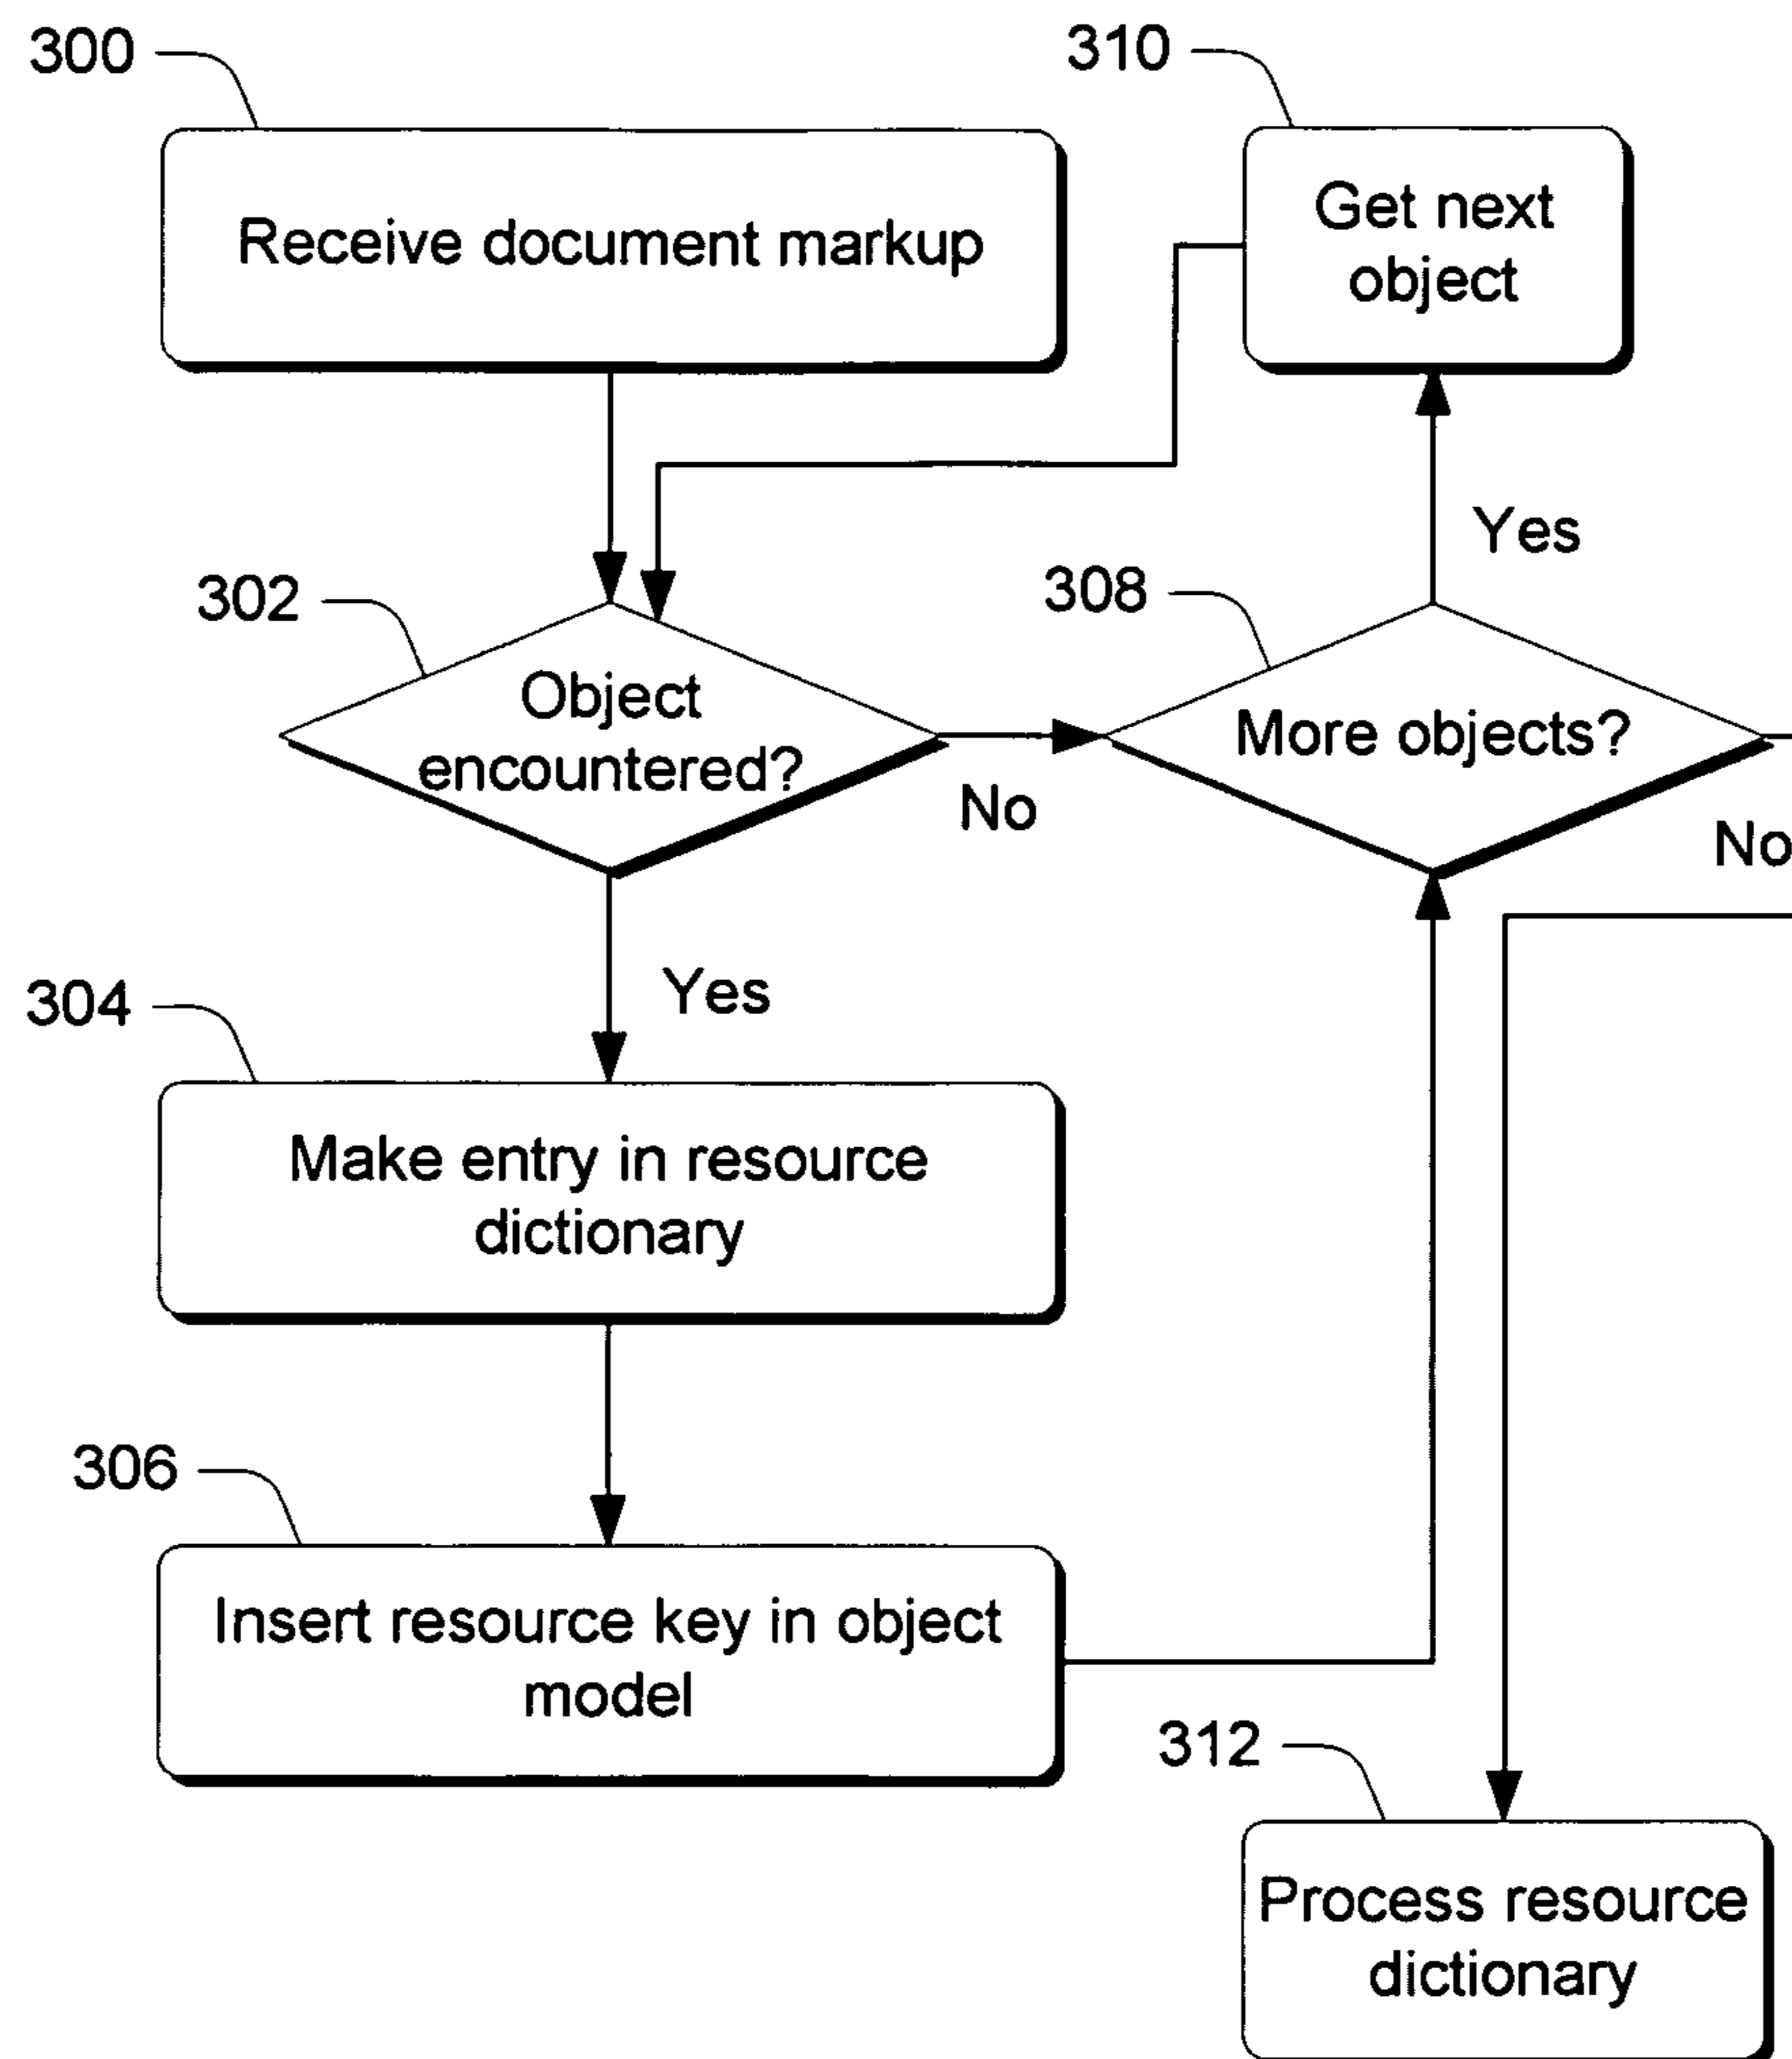 300
Receive document markup
310
Get next
object
Yes
302
Object
encountered?
No
308
More objects?
No
Yes
304
Make entry in resource
dictionary
306
Insert resource key in object
model
312
Process resource
dictionary